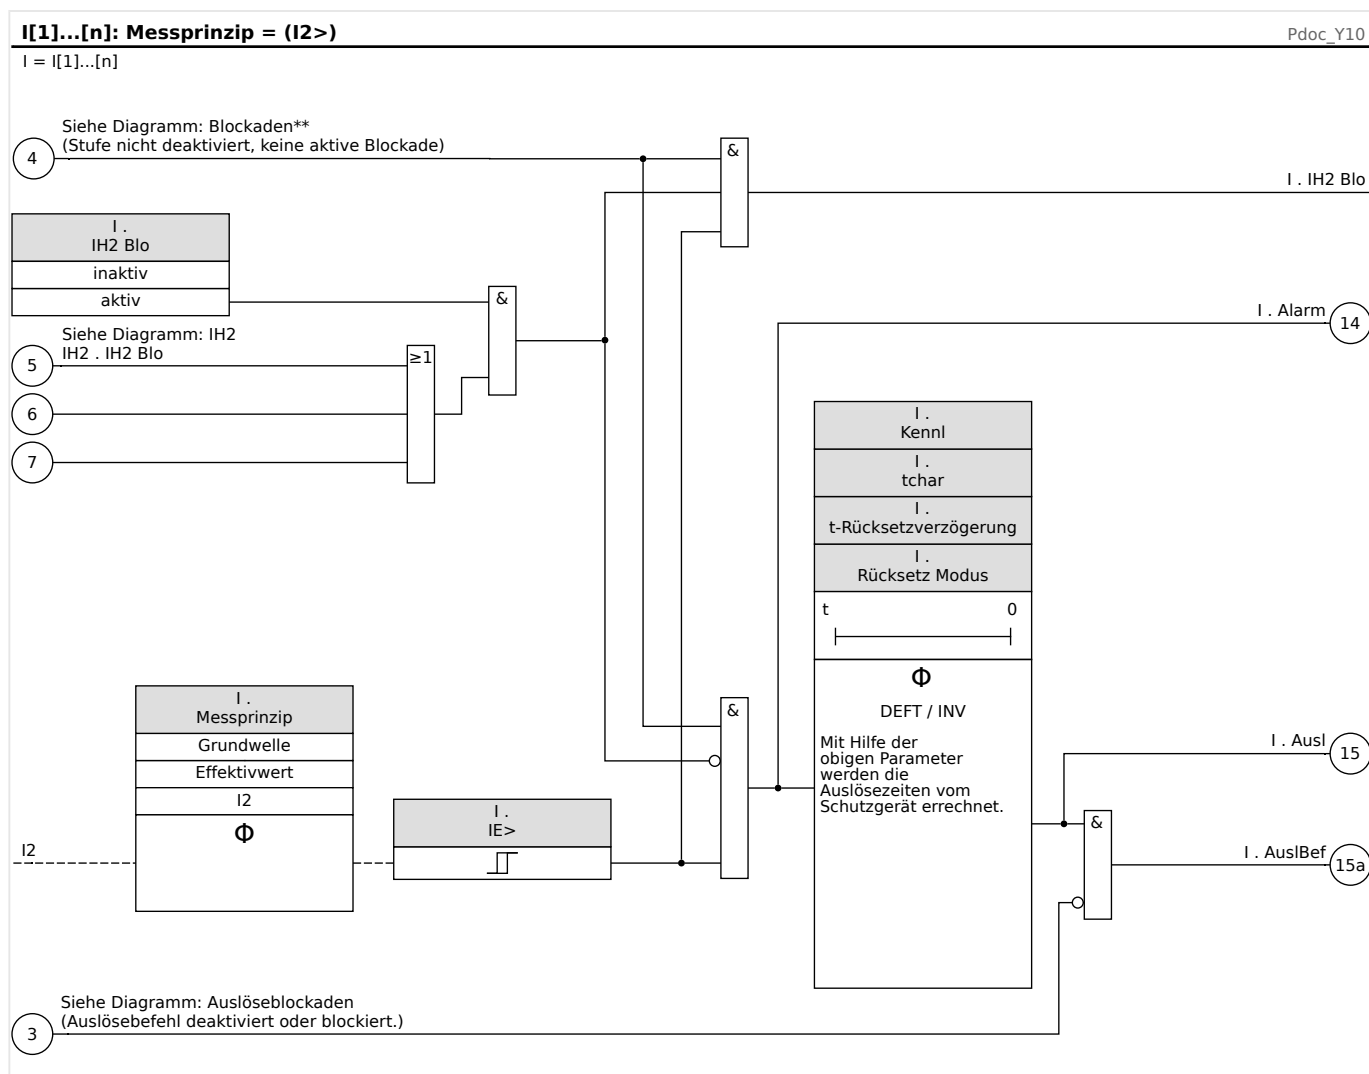 I[1]...[n]: Messprinzip = (I2>)
Pdoc_Y10
I = I[1]...[n]
Siehe Diagramm: Blockaden**
(Stufe nicht deaktiviert, keine aktive Blockade)
4
&
I . IH2 Blo
I .
IH2 Blo
inaktiv
aktiv
&
I . Alarm
14
Siehe Diagramm: IH2
IH2 . IH2 Blo
5
≥1
6
7
I .
Kennl
I .
tchar
I .
t-Rücksetzverzögerung
I .
Rücksetz Modus
t
0
Φ
DEFT / INV
Mit Hilfe der
obigen Parameter
werden die
Auslösezeiten vom
Schutzgerät errechnet.
I .
Messprinzip
Grundwelle
Effektivwert
I2
Φ
I2
I .
IE>
&
I . Ausl
15
&
I . AuslBef
15a
Siehe Diagramm: Auslöseblockaden
(Auslösebefehl deaktiviert oder blockiert.)
3